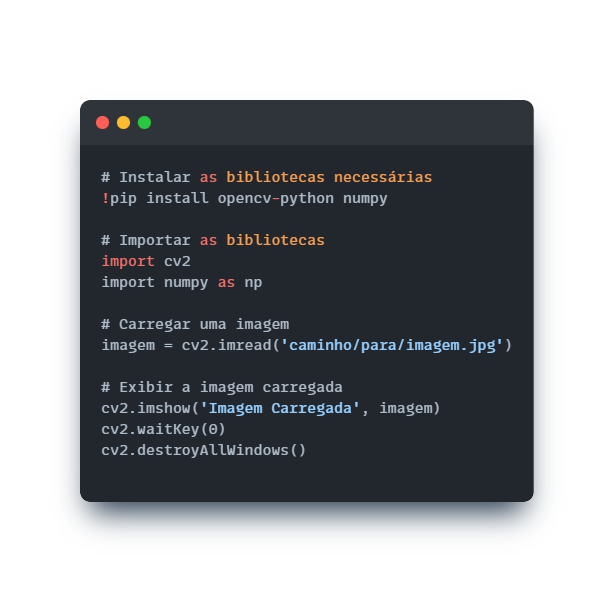 # Instalar as bibliotecas necessárias
!pip install opencv-python numpy
# Importar as bibliotecas
import cv2
import numpy as np
# Carregar uma imagem
imagem = cv2.imread('caminho/para/imagem.jpg')
# Exibir a imagem carregada
cv2.imshow('Imagem Carregada', imagem)
cv2.waitKey(0)
cv2.destroyAllWindows()